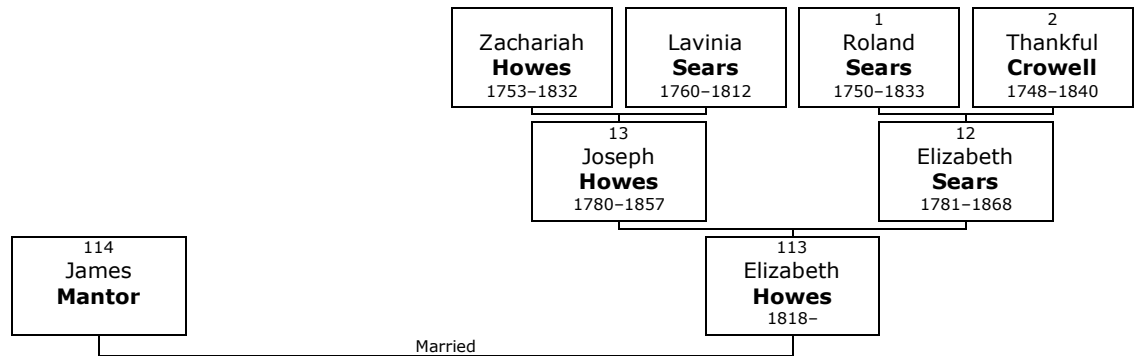 Zachariah
Howes
1753–1832
Lavinia
Sears
1760–1812
1
Roland
Sears
1750–1833
2
Thankful
Crowell
1748–1840
13
Joseph
Howes
1780–1857
12
Elizabeth
Sears
1781–1868
114
James
Mantor
113
Elizabeth
Howes
1818–
Married